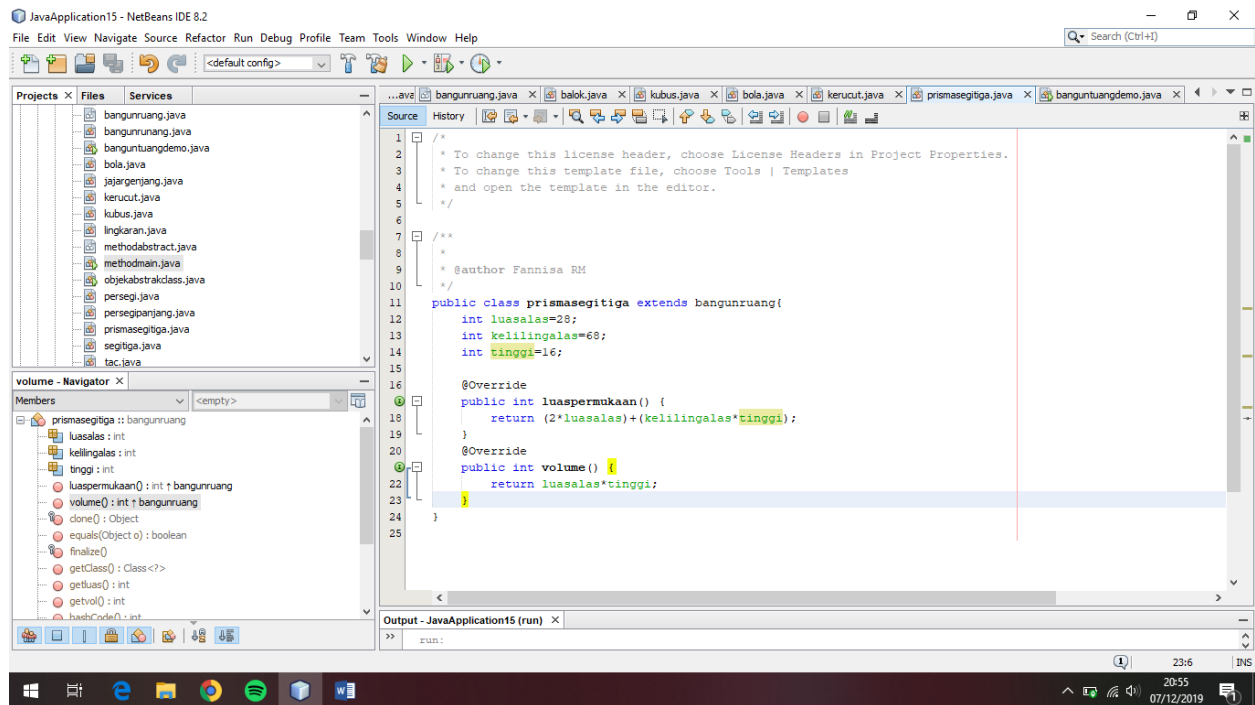 JavaApplication15 - NetBeans IDE 8.2
File Edit View Navigate Source Refactor Run Debug Profile Team Tools Window Help
Search (Ctrl+I)
<default config>
Projects Files Services
bangunruang.java
bangunrunang.java
banguntuangdemo.java
bola.java
jajargenjang.java
kerucut.java
kubus.java
lingkaran.java
methodabstract.java
methodmain.java
objekabstrakclass.java
persegi.java
persegipanjang.java
prismasegitiga.java
segitiga.java
tac.java
volume - Navigator
Members <empty>
prismasegitiga :: bangunruang
luasalas : int
kelilingalas : int
tinggi : int
luaspermukaan() : int ↑ bangunruang
volume() : int ↑ bangunruang
clone() : Object
equals(Object o) : boolean
finalize()
getClass() : Class<?>
getluas() : int
getvol() : int
hashCode() : int
...ava bangunruang.java balok.java kubus.java bola.java kerucut.java prismasegitiga.java banguntuangdemo.java
Source History
1 /*
2 * To change this license header, choose License Headers in Project Properties.
3 * To change this template file, choose Tools | Templates
4 * and open the template in the editor.
5 */
6
7 /**
8 *
9 * @author Fannisa RM
10 */
11 public class prismasegitiga extends bangunruang{
12 int luasalas=28;
13 int kelilingalas=68;
14 int tinggi=16;
15
16 @Override
public int luaspermukaan() {
18 return (2*luasalas)+(kelilingalas*tinggi);
19 }
20 @Override
public int volume() {
22 return luasalas*tinggi;
23 }
24 }
25
Output - JavaApplication15 (run)
run:
1 23:6 INS
20:55
07/12/2019